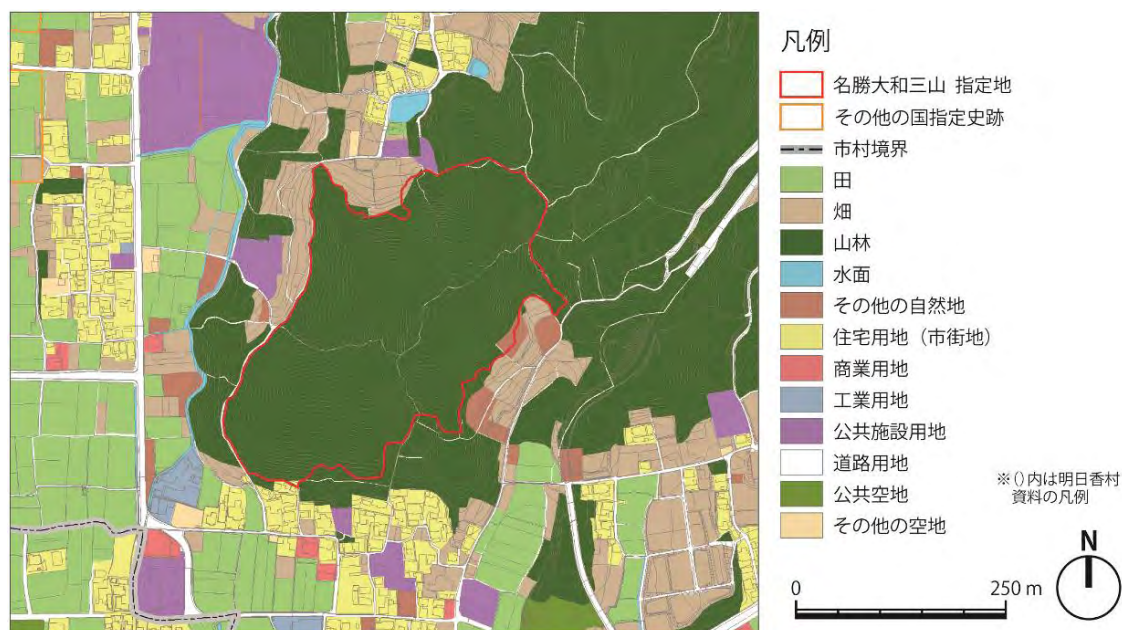 凡例
名勝大和三山 指定地
その他の国指定史跡
市村境界
田
畑
山林
水面
その他の自然地
住宅用地（市街地）
商業用地
工業用地
公共施設用地
道路用地
公共空地
その他の空地
※()内は明日香村
資料の凡例
N
0 250 m